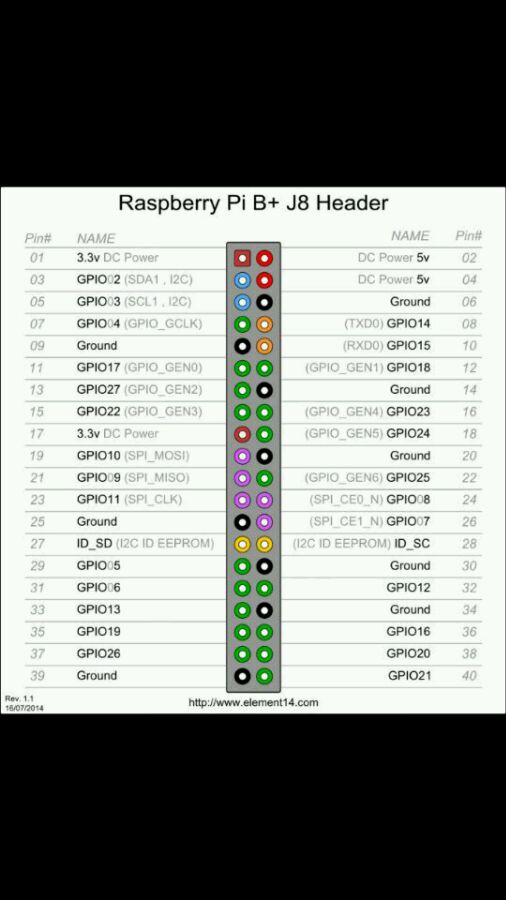 Raspberry Pi B+ J8 Header
Pin# NAME NAME Pin#
01 3.3v DC Power DC Power 5v 02
03 GPIO02 (SDA1 , I2C) DC Power 5v 04
05 GPIO03 (SCL1 , I2C) Ground 06
07 GPIO04 (GPIO_GCLK) (TXD0) GPIO14 08
09 Ground (RXD0) GPIO15 10
11 GPIO17 (GPIO_GEN0) (GPIO_GEN1) GPIO18 12
13 GPIO27 (GPIO_GEN2) Ground 14
15 GPIO22 (GPIO_GEN3) (GPIO_GEN4) GPIO23 16
17 3.3v DC Power (GPIO_GEN5) GPIO24 18
19 GPIO10 (SPI_MOSI) Ground 20
21 GPIO09 (SPI_MISO) (GPIO_GEN6) GPIO25 22
23 GPIO11 (SPI_CLK) (SPI_CE0_N) GPIO08 24
25 Ground (SPI_CE1_N) GPIO07 26
27 ID_SD (I2C ID EEPROM) (I2C ID EEPROM) ID_SC 28
29 GPIO05 Ground 30
31 GPIO06 GPIO12 32
33 GPIO13 Ground 34
35 GPIO19 GPIO16 36
37 GPIO26 GPIO20 38
39 Ground GPIO21 40
Rev. 1.1
16/07/2014
http://www.element14.com